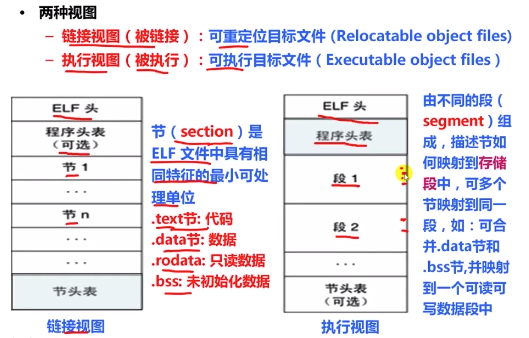 • 两种视图
– 链接视图（被链接）：可重定位目标文件 (Relocatable object files)
– 执行视图（被执行）：可执行目标文件（Executable object files）
ELF 头
程序头表
（可选）
节 1
···
节 n
···
···
节头表
链接视图
节（section）是
ELF 文件中具有相
同特征的最小可处
理单位
.text节: 代码
.data节: 数据
.rodata: 只读数据
.bss: 未初始化数据
ELF 头
程序头表
段 1
段 2
···
节头表
（可选）
执行视图
由不同的段（
segment）组
成，描述节如
何映射到存储
段中，可多个
节映射到同一
段，如：可合
并.data节和
.bss节,并映射
到一个可读可
写数据段中